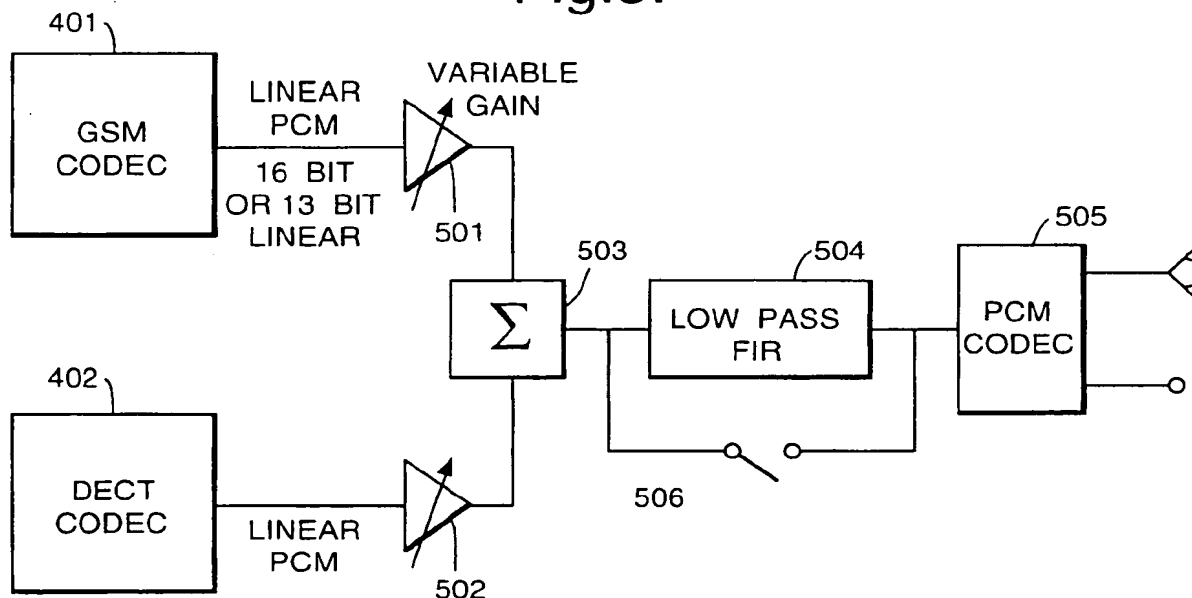 401
GSM
CODEC
LINEAR
PCM
16 BIT
OR 13 BIT
LINEAR
VARIABLE
GAIN
501
503
Σ
504
LOW PASS
FIR
505
PCM
CODEC
506
402
DECT
CODEC
LINEAR
PCM
502